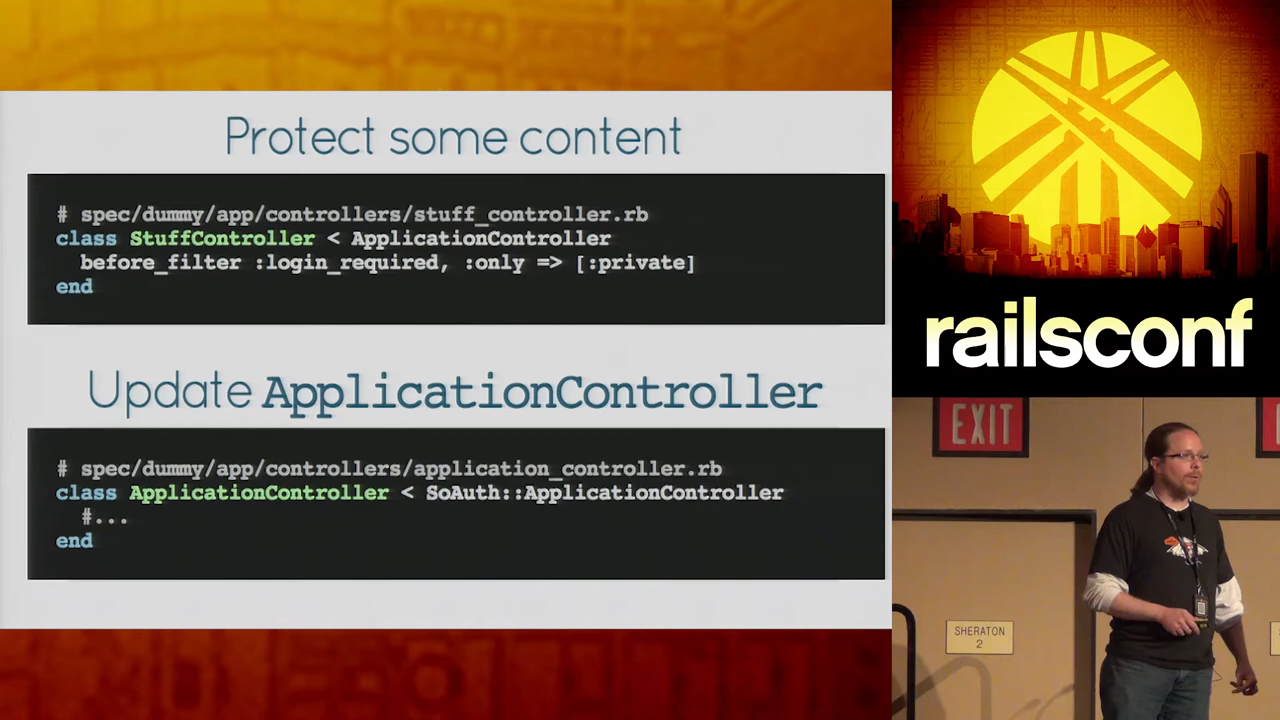 Protect some content
# spec/dummy/app/controllers/stuff_controller.rb
class StuffController < ApplicationController
before_filter :login_required, :only => [:private]
end
Update ApplicationController
# spec/dummy/app/controllers/application_controller.rb
class ApplicationController < SoAuth::ApplicationController
#...
end
railsconf
EXIT
SHERATON
2